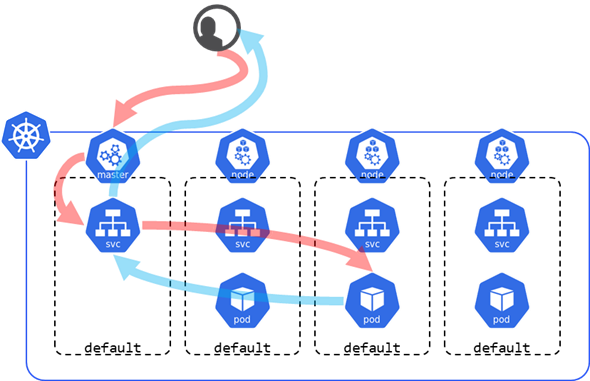 master node node node
svc svc svc svc
pod pod pod
default default default default